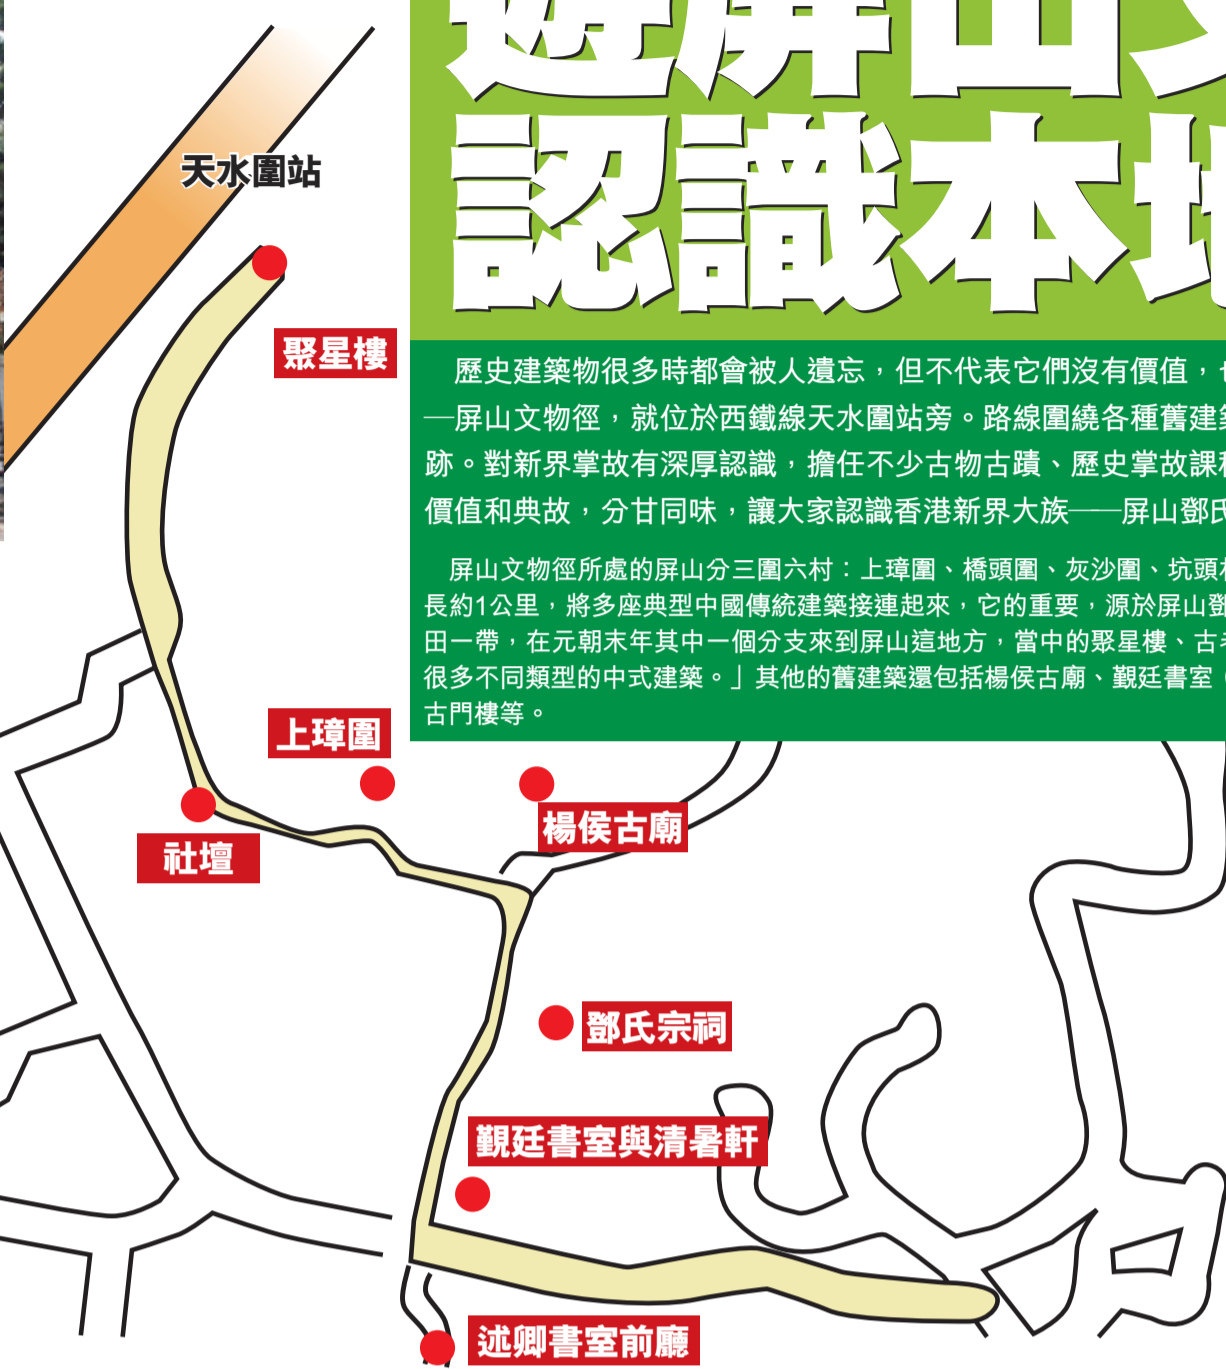 遊屏山文
認識本地
天水圍站
聚星樓
歷史建築物很多時都會被人遺忘，但不代表它們沒有價值，
—屏山文物徑，就位於西鐵線天水圍站旁。路線圍繞各種舊建築
跡。對新界掌故有深厚認識，擔任不少古物古蹟、歷史掌故課程
價值和典故，分甘同味，讓大家認識香港新界大族——屏山鄧氏
屏山文物徑所處的屏山分三圍六村：上璋圍、橋頭圍、灰沙圍、坑頭村
長約1公里，將多座典型中國傳統建築接連起來，它的重要，源於屏山鄧
田一帶，在元朝末年其中一個分支來到屏山這地方，當中的聚星樓、古老
很多不同類型的中式建築。」其他的舊建築還包括楊侯古廟、覲廷書室（
古門樓等。
上璋圍
楊侯古廟
社壇
鄧氏宗祠
覲廷書室與清暑軒
述卿書室前廳